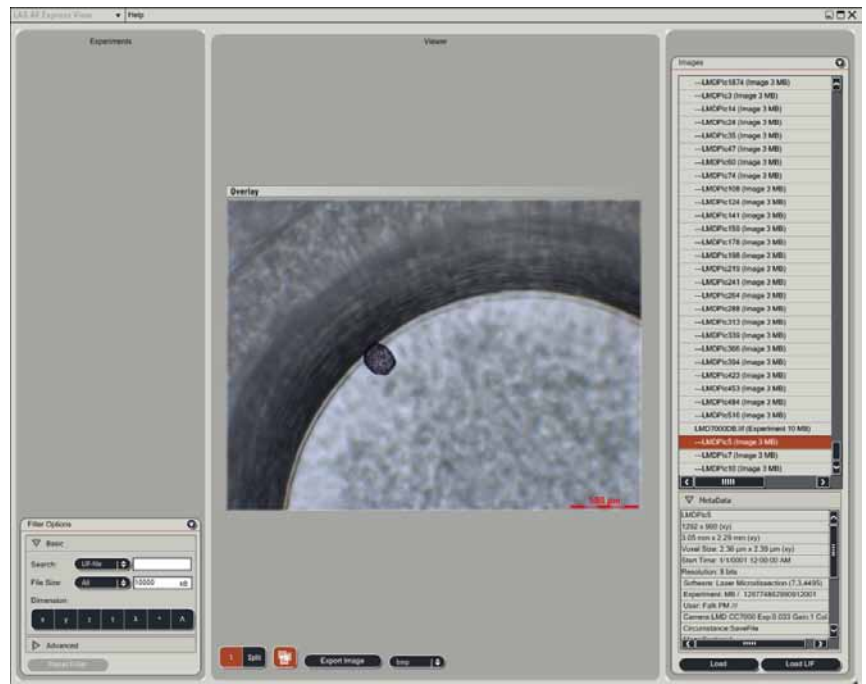 LAS AF Express View Help
Experiments
Viewer
Images
---LMDPic1874 (Image 3 MB)
---LMDPic3 (Image 3 MB)
---LMDPic14 (Image 3 MB)
---LMDPic24 (Image 3 MB)
---LMDPic35 (Image 3 MB)
---LMDPic47 (Image 3 MB)
---LMDPic60 (Image 3 MB)
---LMDPic74 (Image 3 MB)
---LMDPic108 (Image 3 MB)
---LMDPic124 (Image 3 MB)
---LMDPic141 (Image 3 MB)
---LMDPic159 (Image 3 MB)
---LMDPic178 (Image 3 MB)
---LMDPic198 (Image 3 MB)
---LMDPic219 (Image 3 MB)
---LMDPic241 (Image 3 MB)
---LMDPic264 (Image 3 MB)
---LMDPic288 (Image 3 MB)
---LMDPic313 (Image 3 MB)
---LMDPic339 (Image 3 MB)
---LMDPic366 (Image 3 MB)
---LMDPic394 (Image 3 MB)
---LMDPic423 (Image 3 MB)
---LMDPic453 (Image 3 MB)
---LMDPic484 (Image 3 MB)
---LMDPic516 (Image 3 MB)
LMD7000DB.lif (Experiment 10 MB)
---LMDPic5 (Image 3 MB)
---LMDPic7 (Image 3 MB)
---LMDPic10 (Image 3 MB)
Overlay
MetaData
LMDPic5
(xy)
3.05 mm x 2.29 mm (xy)
Voxel Size: 2.36 µm x 2.39 µm (xy)
Start Time: 1/1/0001 12:00:00 AM
Resolution: 8 bits
Software: Laser Microdissection (7.3.4495)
Experiment: M6 /
User: Falk PM ///
Camera LMD CC7000 Exp:0.033 Gain:1 Col.
Circumstance:SaveFile
Load Load LIF
Filter Options
Basic
Search: LIF-file
File Size: All 10000 kB
Dimension:
x y z t λ
Advanced
Reset Filter
1 Split Export Image bmp